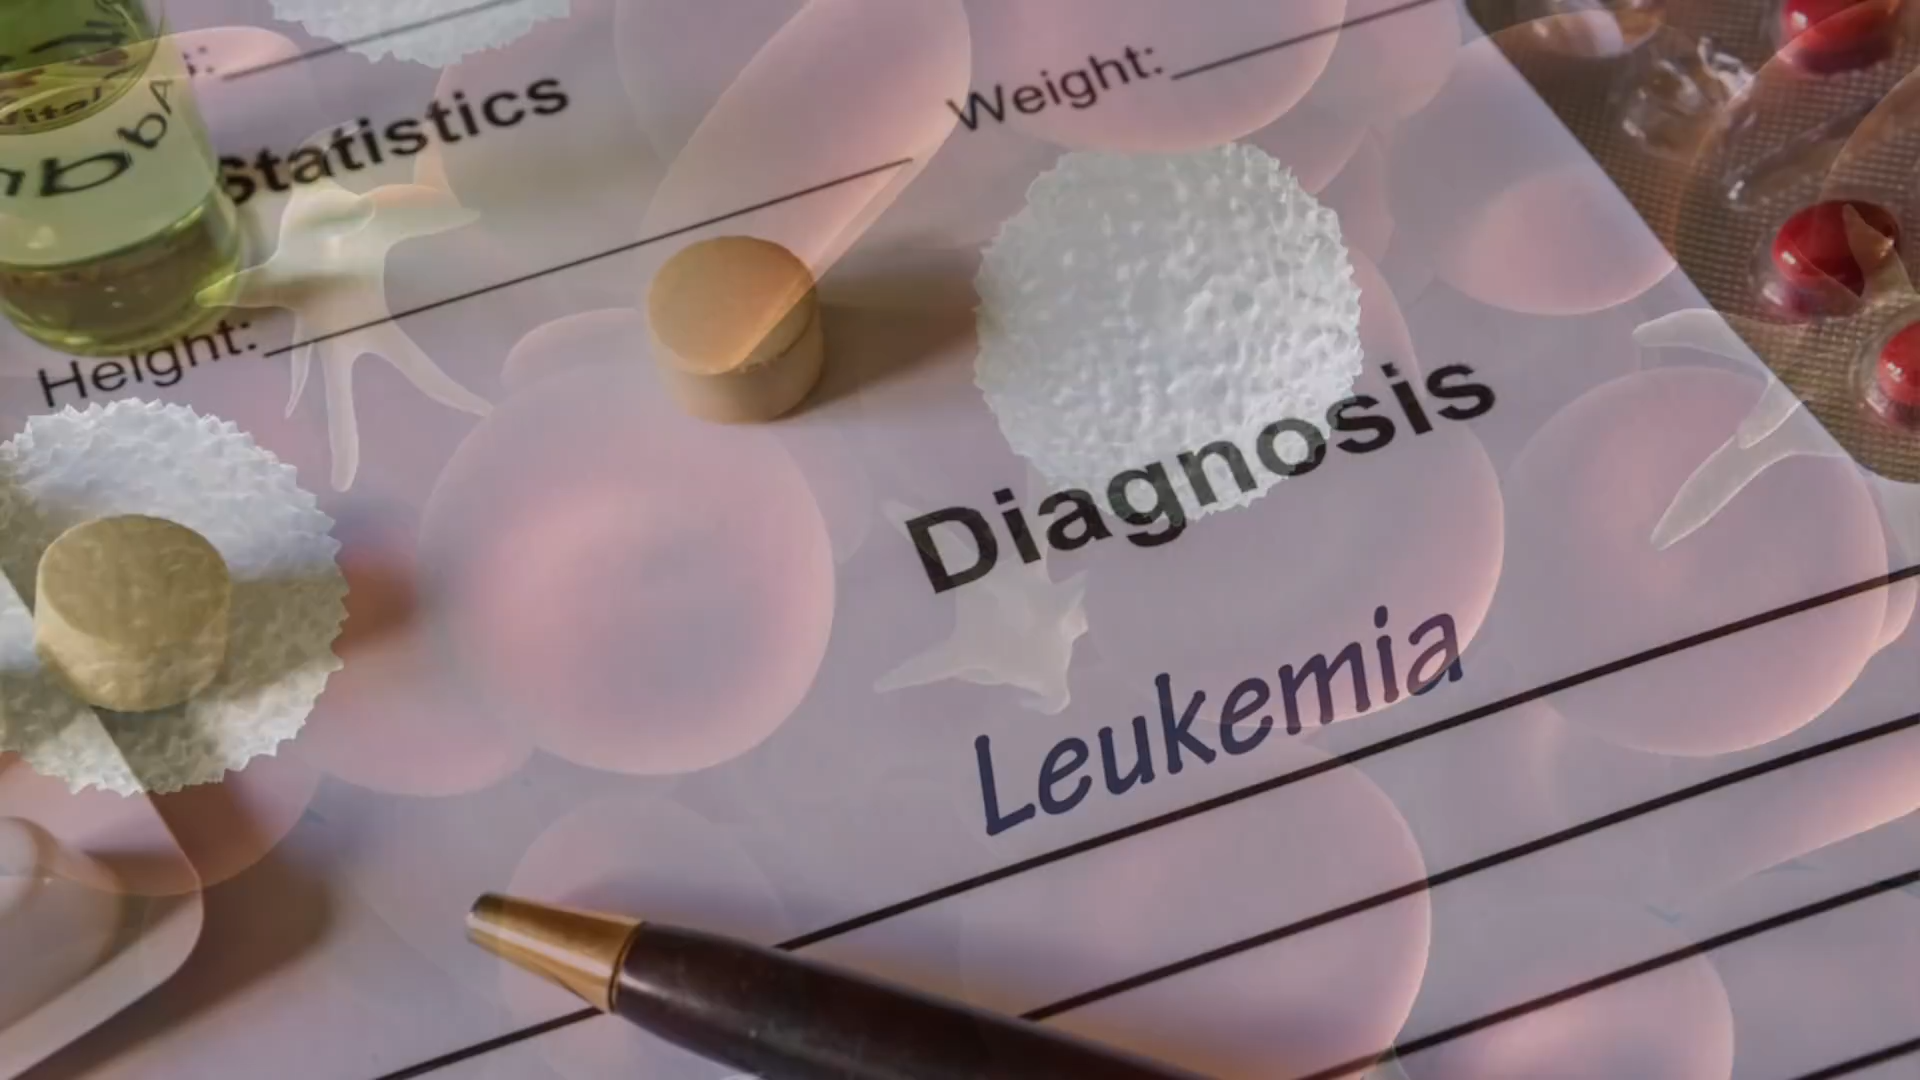 Statistics
Weight:
Height:
Diagnosis
Leukemia